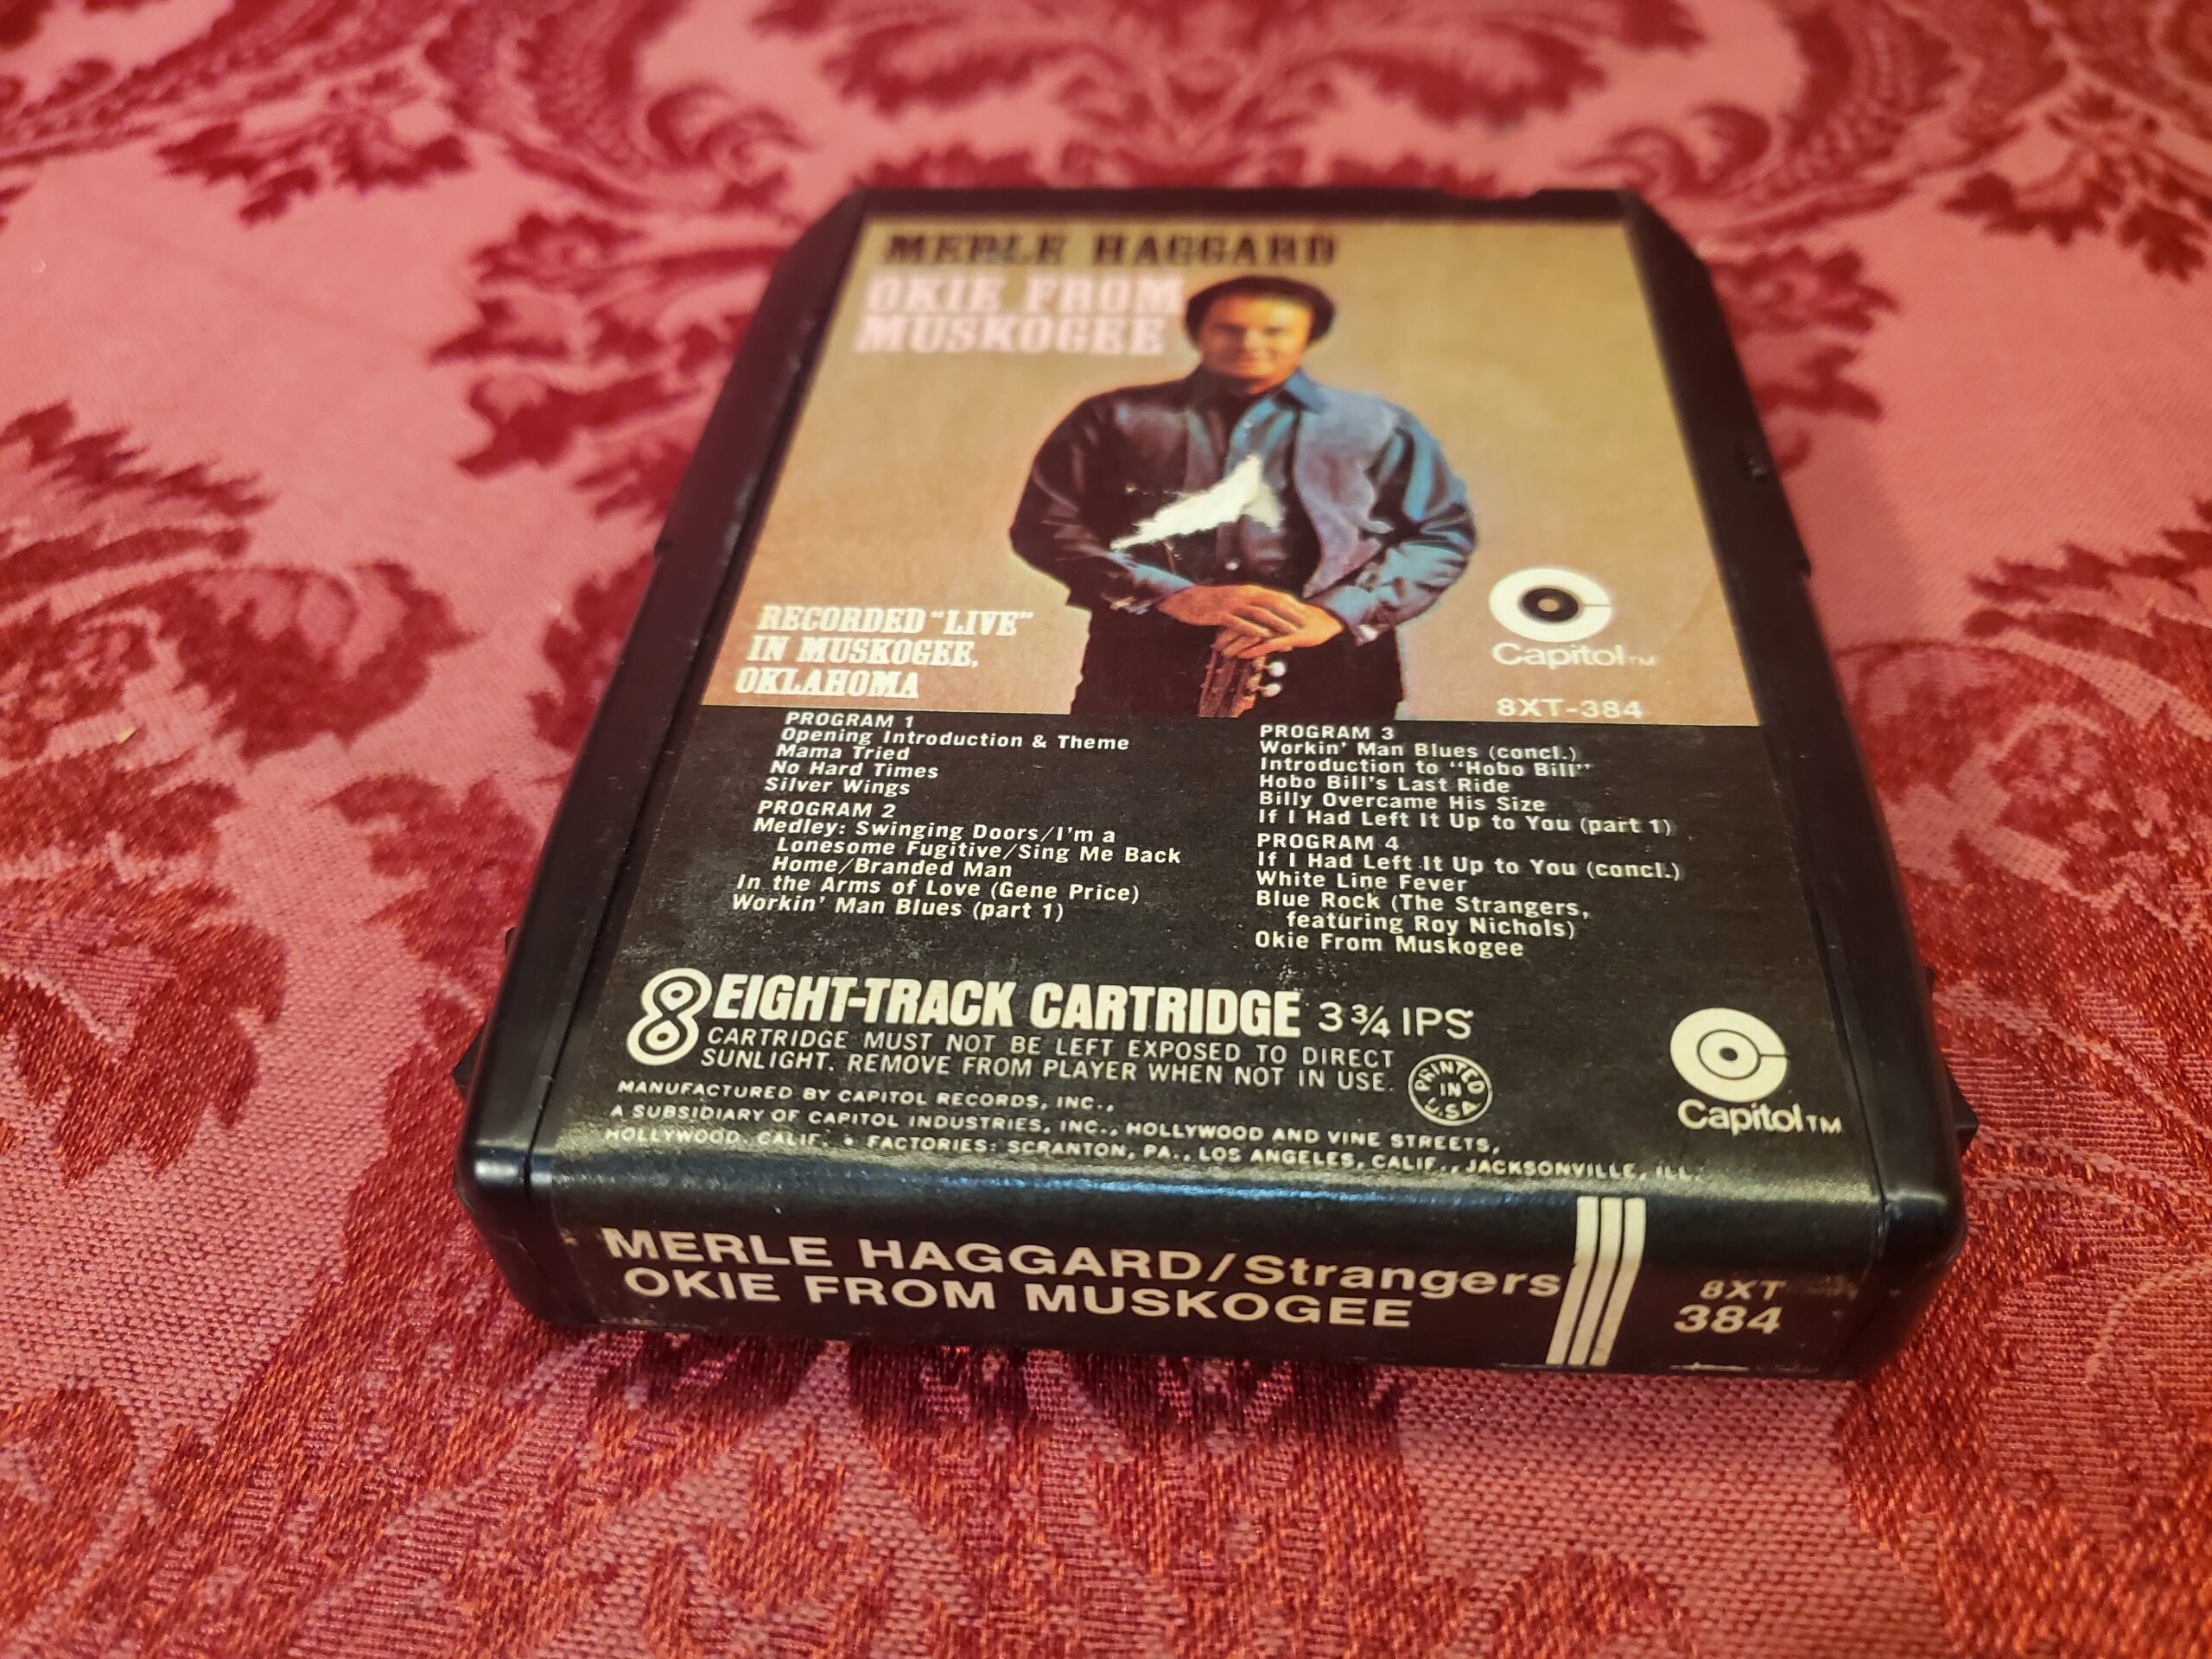 MERLE HAGGARD
OKIE FROM
MUSKOGEE
RECORDED "LIVE"
IN MUSKOGEE,
OKLAHOMA
Capitol™
8XT-384
PROGRAM 1
Opening Introduction & Theme
Mama Tried
No Hard Times
Silver Wings
PROGRAM 2
Medley: Swinging Doors/I'm a
Lonesome Fugitive/Sing Me Back
Home/Branded Man
In the Arms of Love (Gene Price)
Workin' Man Blues (part 1)
PROGRAM 3
Workin' Man Blues (concl.)
Introduction to "Hobo Bill"
Hobo Bill's Last Ride
Billy Overcame His Size
If I Had Left It Up to You (part 1)
PROGRAM 4
If I Had Left It Up to You (concl.)
White Line Fever
Blue Rock (The Strangers,
featuring Roy Nichols)
Okie From Muskogee
8 EIGHT-TRACK CARTRIDGE 3¾ IPS
CARTRIDGE MUST NOT BE LEFT EXPOSED TO DIRECT
SUNLIGHT. REMOVE FROM PLAYER WHEN NOT IN USE.
PRINTED
IN
U.S.A.
MANUFACTURED BY CAPITOL RECORDS, INC.,
A SUBSIDIARY OF CAPITOL INDUSTRIES, INC., HOLLYWOOD AND VINE STREETS,
HOLLYWOOD, CALIF. • FACTORIES: SCRANTON, PA., LOS ANGELES, CALIF., JACKSONVILLE, ILL.
Capitol™
MERLE HAGGARD/Strangers
OKIE FROM MUSKOGEE
8XT
384